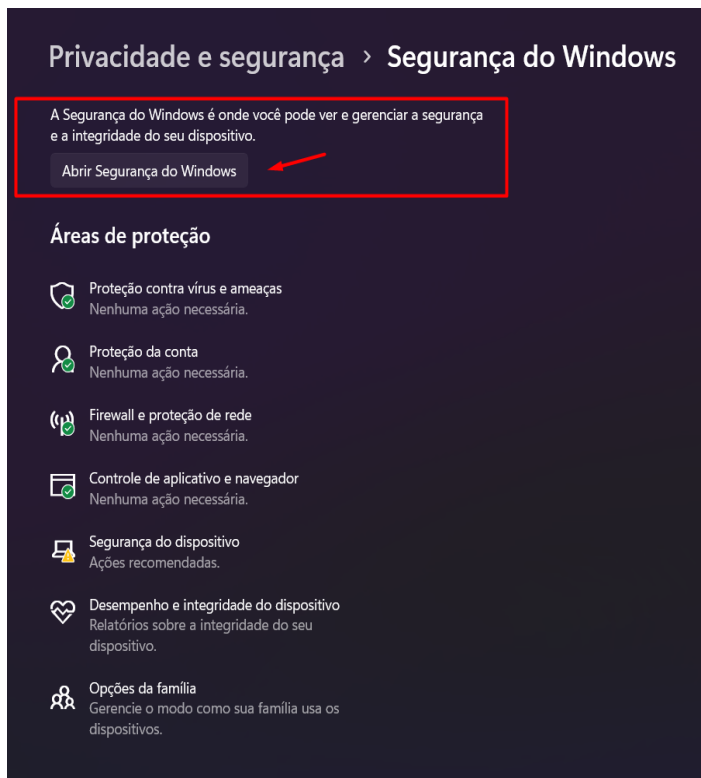 Privacidade e segurança > Segurança do Windows
A Segurança do Windows é onde você pode ver e gerenciar a segurança
e a integridade do seu dispositivo.
Abrir Segurança do Windows
Áreas de proteção
Proteção contra vírus e ameaças
Nenhuma ação necessária.
Proteção da conta
Nenhuma ação necessária.
Firewall e proteção de rede
Nenhuma ação necessária.
Controle de aplicativo e navegador
Nenhuma ação necessária.
Segurança do dispositivo
Ações recomendadas.
Desempenho e integridade do dispositivo
Relatórios sobre a integridade do seu
dispositivo.
Opções da família
Gerencie o modo como sua família usa os
dispositivos.